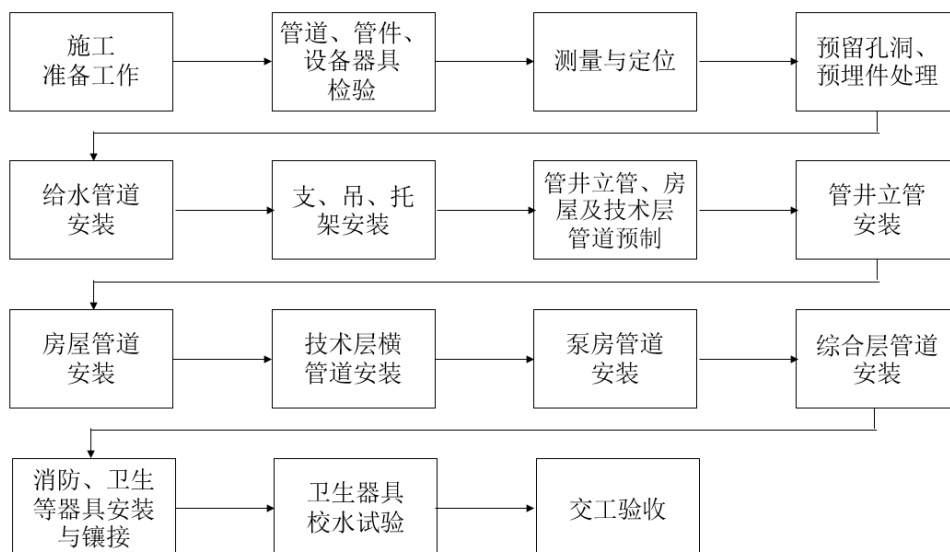 施工
准备工作
管道、管件、
设备器具
检验
测量与定位
预留孔洞、
预埋件处理
给水管道
安装
支、吊、托
架安装
管井立管、房
屋及技术层
管道预制
管井立管
安装
房屋管道
安装
技术层横
管道安装
泵房管道
安装
综合层管道
安装
消防、卫生
等器具安装
与镶接
卫生器具
校水试验
交工验收